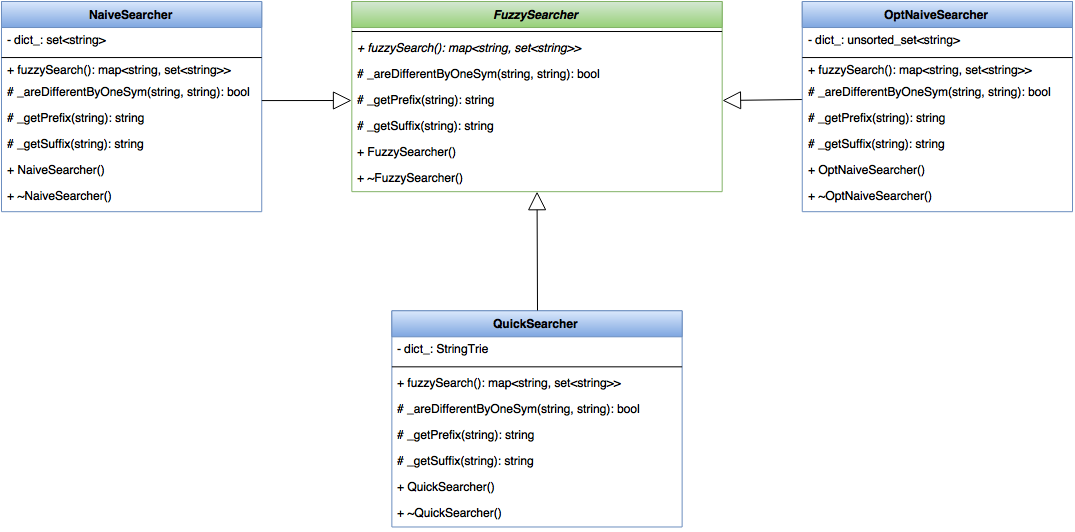 NaiveSearcher
- dict_: set<string>
+ fuzzySearch(): map<string, set<string>>
# _areDifferentByOneSym(string, string): bool
# _getPrefix(string): string
# _getSuffix(string): string
+ NaiveSearcher()
+ ~NaiveSearcher()
FuzzySearcher
+ fuzzySearch(): map<string, set<string>>
# _areDifferentByOneSym(string, string): bool
# _getPrefix(string): string
# _getSuffix(string): string
+ FuzzySearcher()
+ ~FuzzySearcher()
OptNaiveSearcher
- dict_: unsorted_set<string>
+ fuzzySearch(): map<string, set<string>>
# _areDifferentByOneSym(string, string): bool
# _getPrefix(string): string
# _getSuffix(string): string
+ OptNaiveSearcher()
+ ~OptNaiveSearcher()
QuickSearcher
- dict_: StringTrie
+ fuzzySearch(): map<string, set<string>>
# _areDifferentByOneSym(string, string): bool
# _getPrefix(string): string
# _getSuffix(string): string
+ QuickSearcher()
+ ~QuickSearcher()